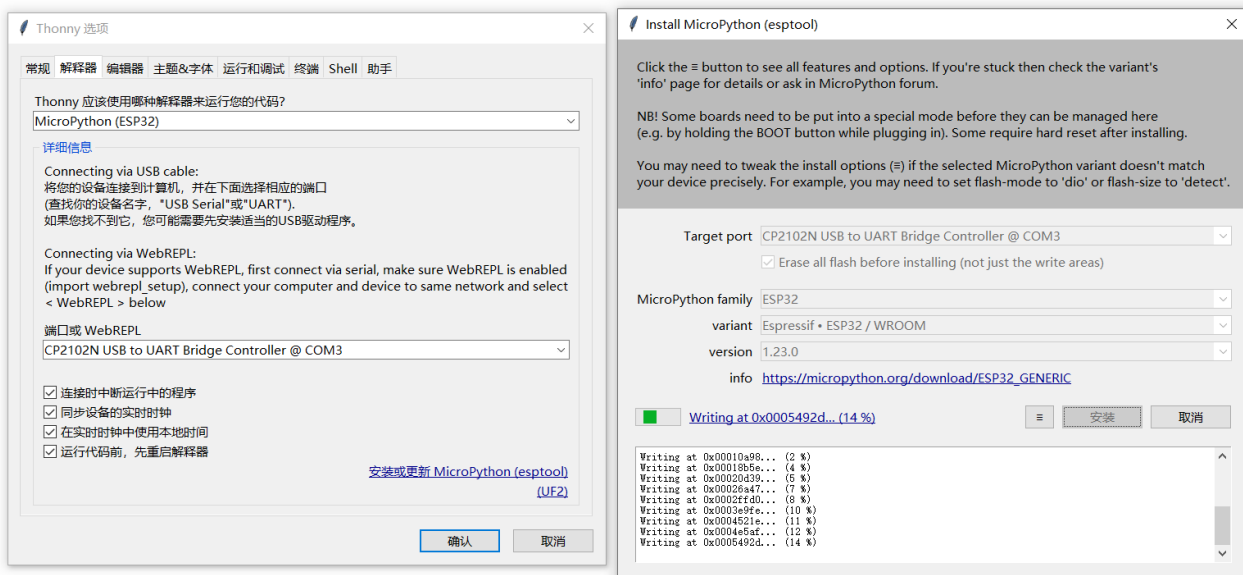 Thonny 选项
常规 解释器 编辑器 主题&字体 运行和调试 终端 Shell 助手
Thonny 应该使用哪种解释器来运行您的代码?
MicroPython (ESP32)
详细信息
Connecting via USB cable:
将您的设备连接到计算机，并在下面选择相应的端口
(查找你的设备名字，"USB Serial"或"UART").
如果您找不到它，您可能需要先安装适当的USB驱动程序。
Connecting via WebREPL:
If your device supports WebREPL, first connect via serial, make sure WebREPL is enabled
(import webrepl_setup), connect your computer and device to same network and select
< WebREPL > below
端口或 WebREPL
CP2102N USB to UART Bridge Controller @ COM3
连接时中断运行中的程序
同步设备的实时时钟
在实时时钟中使用本地时间
运行代码前，先重启解释器
安装或更新 MicroPython (esptool)
(UF2)
确认 取消
Install MicroPython (esptool)
Click the ≡ button to see all features and options. If you're stuck then check the variant's
'info' page for details or ask in MicroPython forum.
NB! Some boards need to be put into a special mode before they can be managed here
(e.g. by holding the BOOT button while plugging in). Some require hard reset after installing.
You may need to tweak the install options (≡) if the selected MicroPython variant doesn't match
your device precisely. For example, you may need to set flash-mode to 'dio' or flash-size to 'detect'.
Target port CP2102N USB to UART Bridge Controller @ COM3
Erase all flash before installing (not just the write areas)
MicroPython family ESP32
variant Espressif • ESP32 / WROOM
version 1.23.0
info https://micropython.org/download/ESP32_GENERIC
Writing at 0x0005492d... (14 %) ≡ 安装 取消
Writing at 0x00010a98... (2 %)
Writing at 0x00018b5e... (4 %)
Writing at 0x00020d39... (5 %)
Writing at 0x00026a47... (7 %)
Writing at 0x0002ffd0... (8 %)
Writing at 0x0003e9fe... (10 %)
Writing at 0x0004521e... (11 %)
Writing at 0x0004e5af... (12 %)
Writing at 0x0005492d... (14 %)